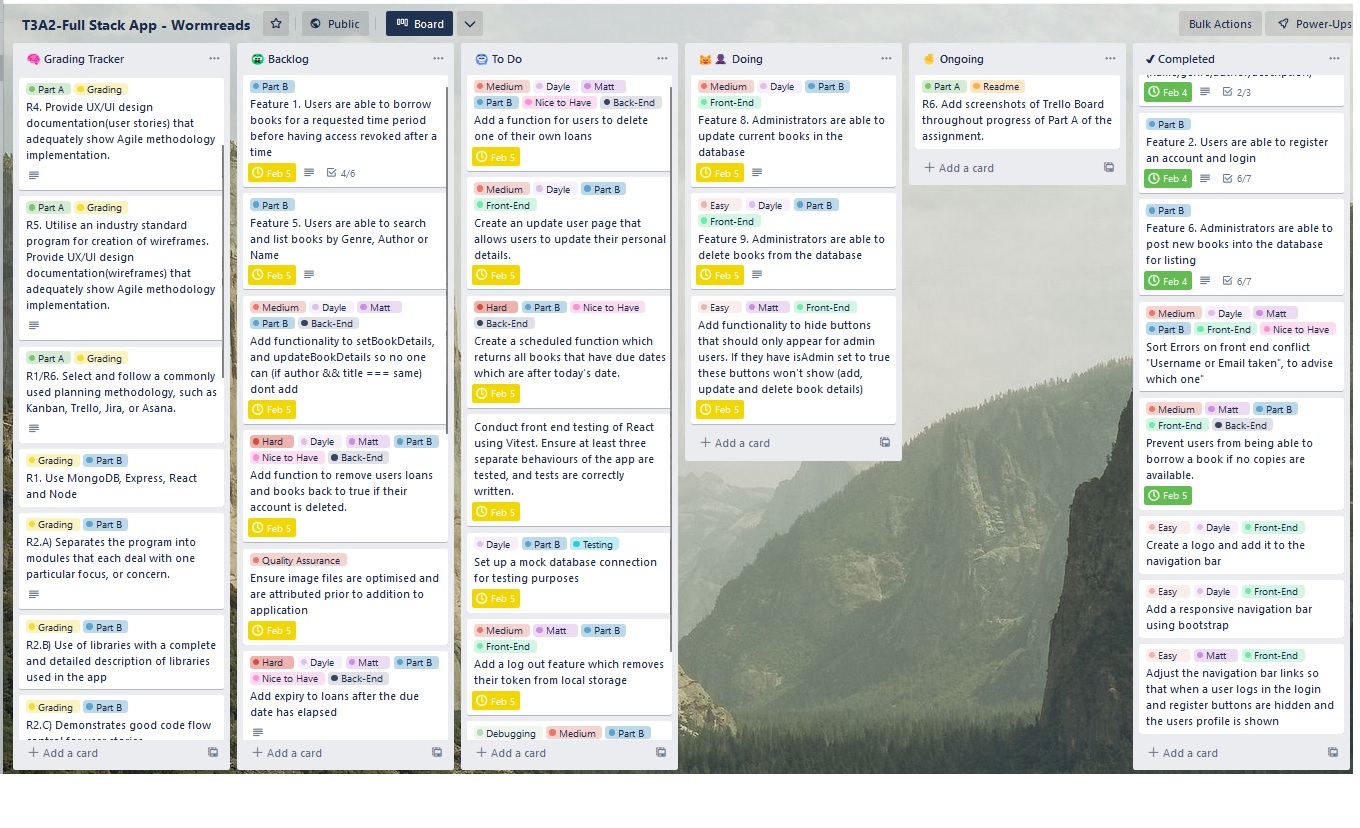 T3A2-Full Stack App - Wormreads
Public
Board
Bulk Actions
Power-Ups
Grading Tracker
Part A Grading
R4. Provide UX/UI design
documentation(user stories) that
adequately show Agile methodology
implementation.
Part A Grading
R5. Utilise an industry standard
program for creation of wireframes.
Provide UX/UI design
documentation(wireframes) that
adequately show Agile methodology
implementation.
Part A Grading
R1/R6. Select and follow a commonly
used planning methodology, such as
Kanban, Trello, Jira, or Asana.
Grading Part B
R1. Use MongoDB, Express, React
and Node
Grading Part B
R2.A) Separates the program into
modules that each deal with one
particular focus, or concern.
Grading Part B
R2.B) Use of libraries with a complete
and detailed description of libraries
used in the app
Grading Part B
R2.C) Demonstrates good code flow
control for user stories
+ Add a card
Backlog
Part B
Feature 1. Users are able to borrow
books for a requested time period
before having access revoked after a
time
Feb 5 4/6
Part B
Feature 5. Users are able to search
and list books by Genre, Author or
Name
Feb 5
Medium Dayle Matt
Part B Back-End
Add functionality to setBookDetails,
and updateBookDetails so no one
can (if author && title === same)
dont add
Feb 5
Hard Dayle Matt Part B
Nice to Have Back-End
Add function to remove users loans
and books back to true if their
account is deleted.
Feb 5
Quality Assurance
Ensure image files are optimised and
are attributed prior to addition to
application
Feb 5
Hard Dayle Matt Part B
Nice to Have Back-End
Add expiry to loans after the due
date has elapsed
+ Add a card
To Do
Medium Dayle Matt
Part B Nice to Have Back-End
Add a function for users to delete
one of their own loans
Feb 5
Medium Dayle Part B
Front-End
Create an update user page that
allows users to update their personal
details.
Feb 5
Hard Part B Nice to Have
Back-End
Create a scheduled function which
returns all books that have due dates
which are after today's date.
Feb 5
Conduct front end testing of React
using Vitest. Ensure at least three
separate behaviours of the app are
tested, and tests are correctly
written.
Feb 5
Dayle Part B Testing
Set up a mock database connection
for testing purposes
Feb 5
Medium Matt Part B
Front-End
Add a log out feature which removes
their token from local storage
Feb 5
Debugging Medium Part B
+ Add a card
Doing
Medium Dayle Part B
Front-End
Feature 8. Administrators are able to
update current books in the
database
Feb 5
Easy Dayle Part B
Front-End
Feature 9. Administrators are able to
delete books from the database
Feb 5
Easy Matt Front-End
Add functionality to hide buttons
that should only appear for admin
users. If they have isAdmin set to true
these buttons won't show (add,
update and delete book details)
Feb 5
+ Add a card
Ongoing
Part A Readme
R6. Add screenshots of Trello Board
throughout progress of Part A of the
assignment.
+ Add a card
Completed
Feb 4 2/3
Part B
Feature 2. Users are able to register
an account and login
Feb 4 6/7
Part B
Feature 6. Administrators are able to
post new books into the database
for listing
Feb 4 6/7
Medium Dayle Matt
Part B Front-End Nice to Have
Sort Errors on front end conflict
"Username or Email taken", to advise
which one"
Medium Matt Part B
Front-End Back-End
Prevent users from being able to
borrow a book if no copies are
available.
Feb 5
Easy Dayle Front-End
Create a logo and add it to the
navigation bar
Easy Dayle Front-End
Add a responsive navigation bar
using bootstrap
Easy Matt Front-End
Adjust the navigation bar links so
that when a user logs in the login
and register buttons are hidden and
the users profile is shown
+ Add a card